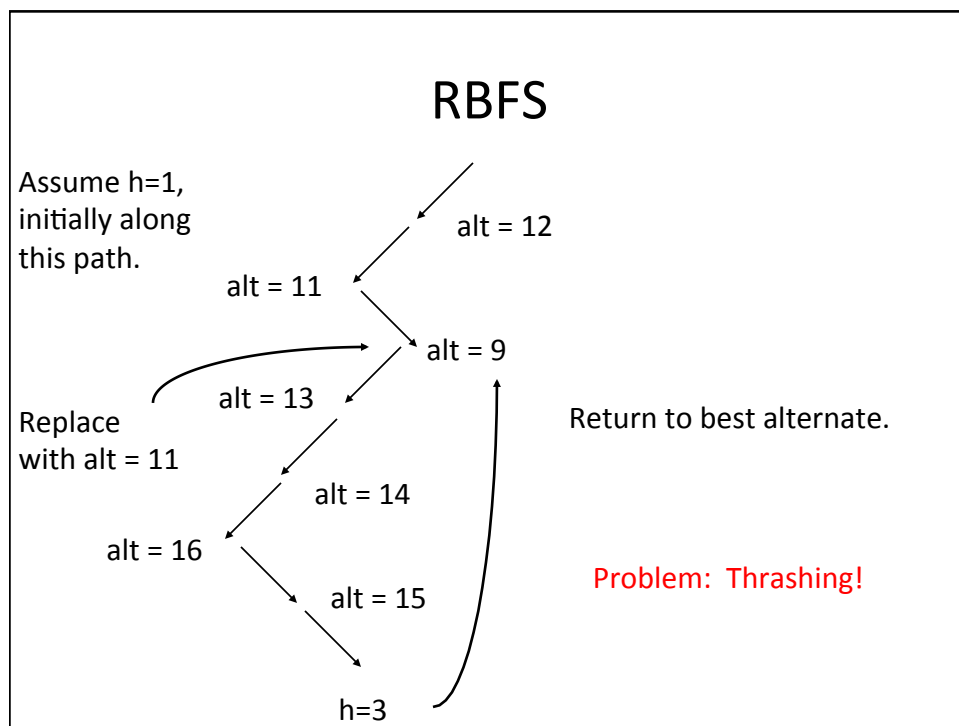 RBFS
Assume h=1,
initially along
this path.
alt = 12
alt = 11
alt = 9
alt = 13
Replace
with alt = 11
Return to best alternate.
alt = 14
alt = 16
Problem:  Thrashing!
alt = 15
h=3